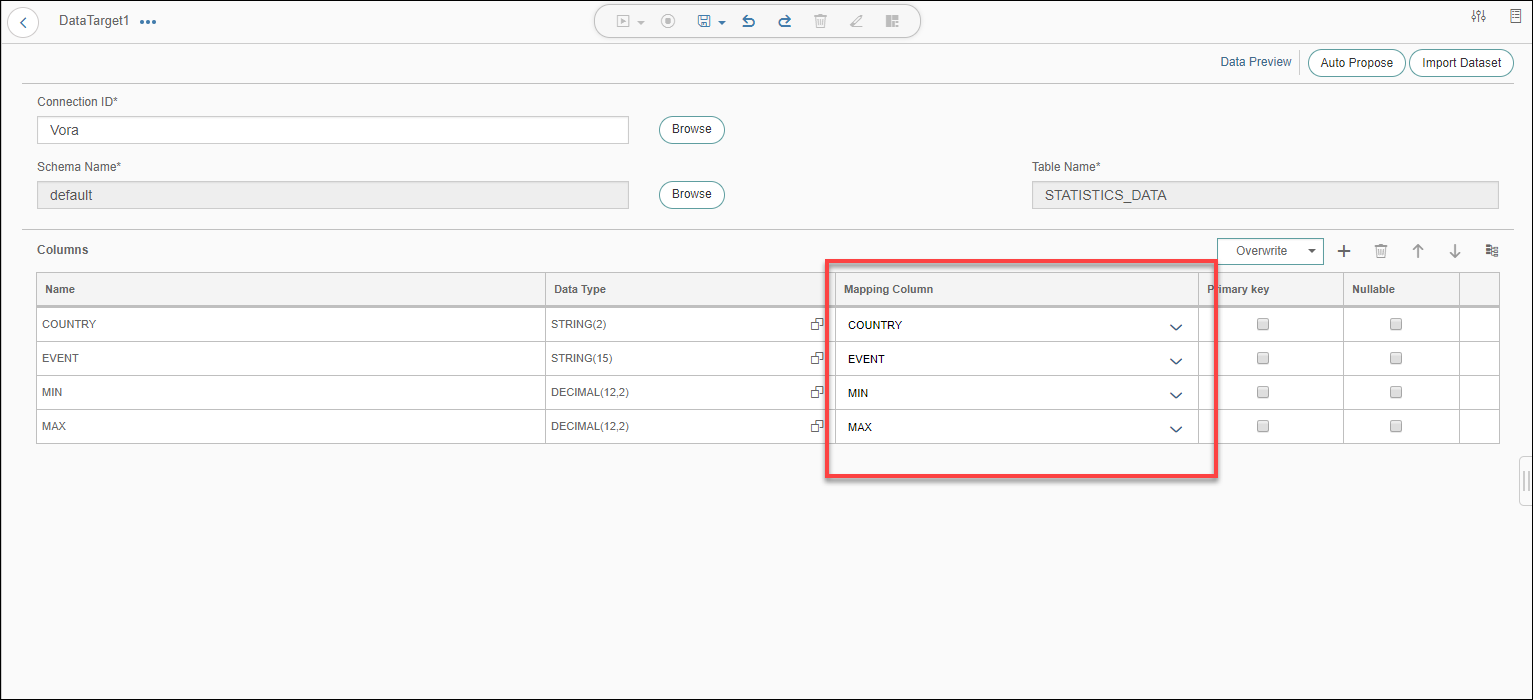 DataTarget1
Data Preview Auto Propose Import Dataset
Connection ID*
Vora Browse
Schema Name* Table Name*
default Browse STATISTICS_DATA
Columns Overwrite
Name Data Type Mapping Column Primary key Nullable
COUNTRY STRING(2) COUNTRY
EVENT STRING(15) EVENT
MIN DECIMAL(12,2) MIN
MAX DECIMAL(12,2) MAX